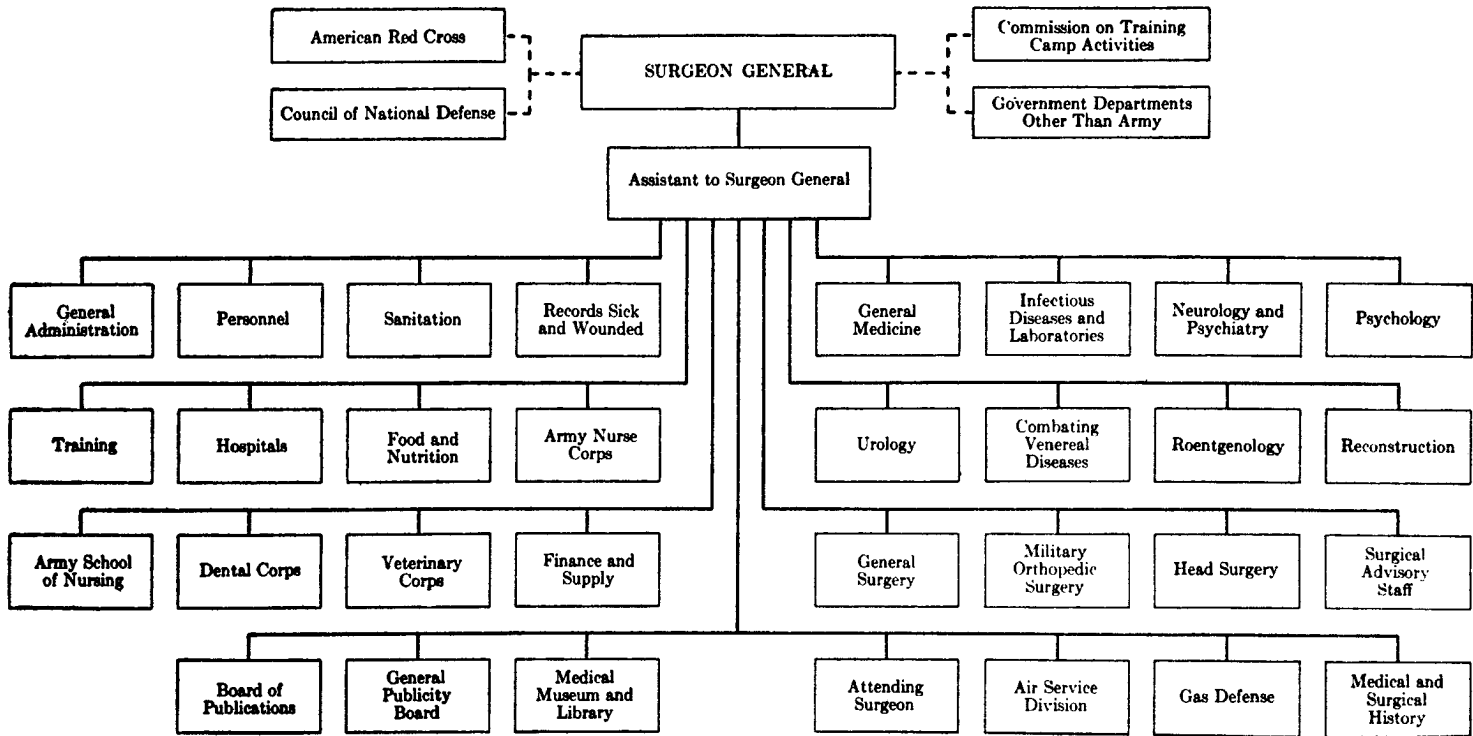 American Red Cross
SURGEON GENERAL
Commission on Training
Camp Activities
Council of National Defense
Government Departments
Other Than Army
Assistant to Surgeon General
General
Administration
Personnel
Sanitation
Records Sick
and Wounded
General
Medicine
Infectious
Diseases and
Laboratories
Neurology and
Psychiatry
Psychology
Training
Hospitals
Food and
Nutrition
Army Nurse
Corps
Urology
Combating
Venereal
Diseases
Roentgenology
Reconstruction
Army School
of Nursing
Dental Corps
Veterinary
Corps
Finance and
Supply
General
Surgery
Military
Orthopedic
Surgery
Head Surgery
Surgical
Advisory
Staff
Board of
Publications
General
Publicity
Board
Medical
Museum and
Library
Attending
Surgeon
Air Service
Division
Gas Defense
Medical and
Surgical
History